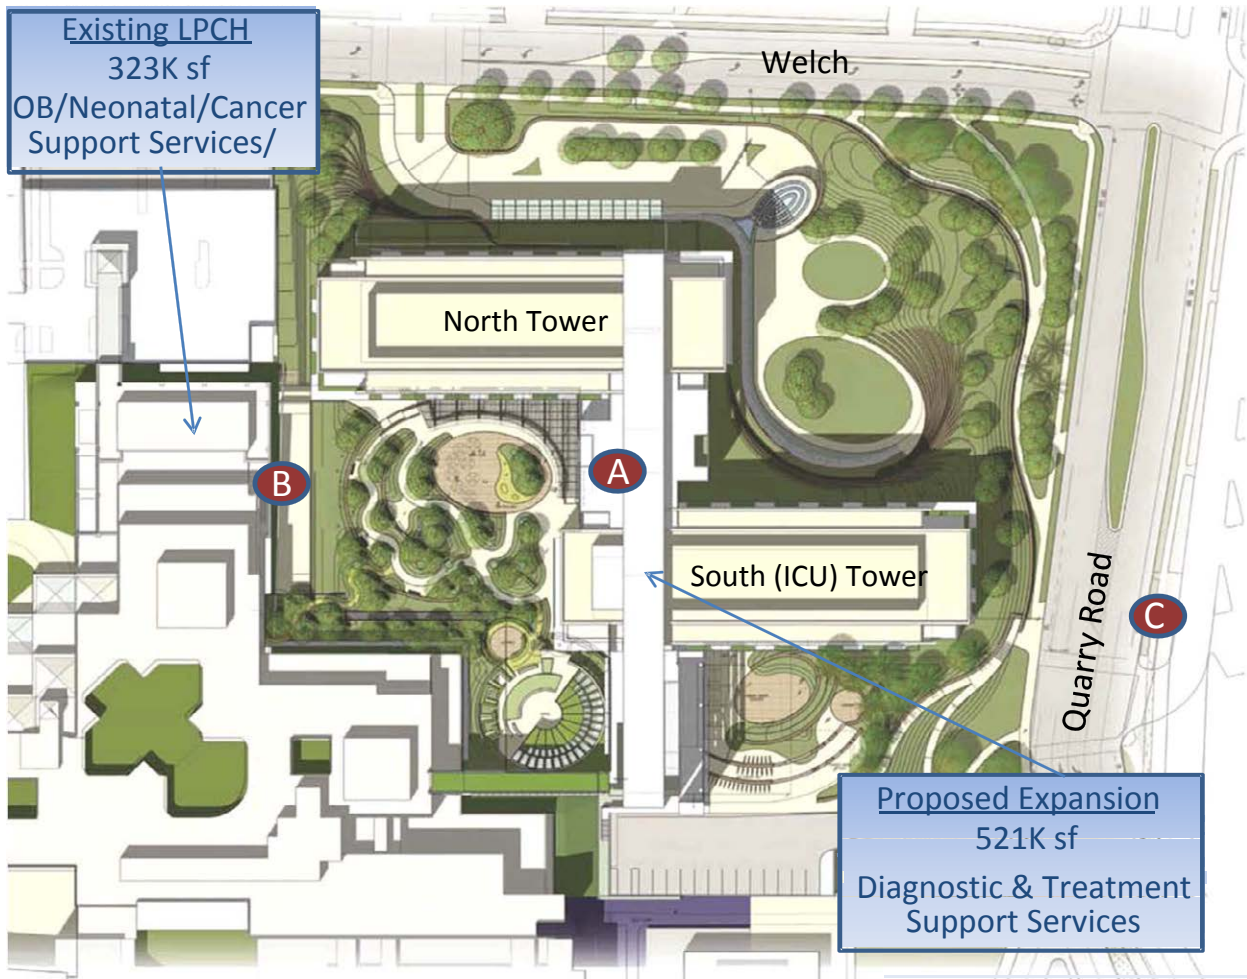 Existing LPCH
323K sf
OB/Neonatal/Cancer
Support Services/
Welch
North Tower
A
B
South (ICU) Tower
C
Quarry Road
Proposed Expansion
521K sf
Diagnostic & Treatment
Support Services